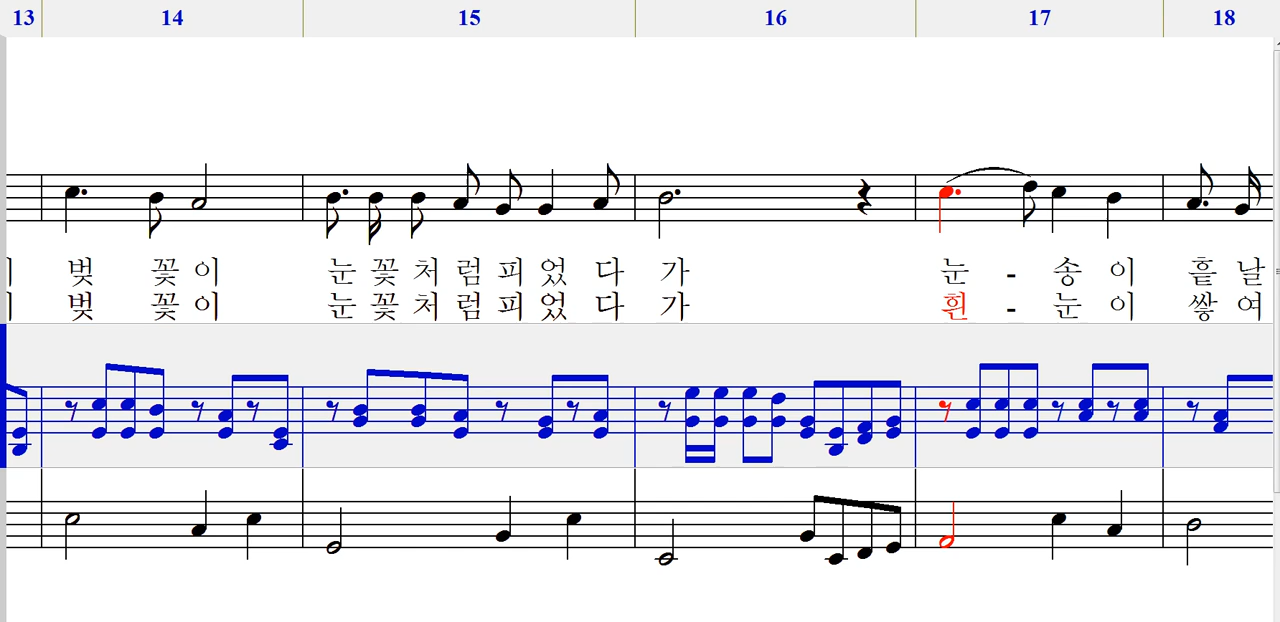 13 14 15 16 17 18
벚 꽃 이 눈 꽃 처 럼 피 었 다 가 눈 - 송 이 흩 날
벚 꽃 이 눈 꽃 처 럼 피 었 다 가 흰 - 눈 이 쌓 여